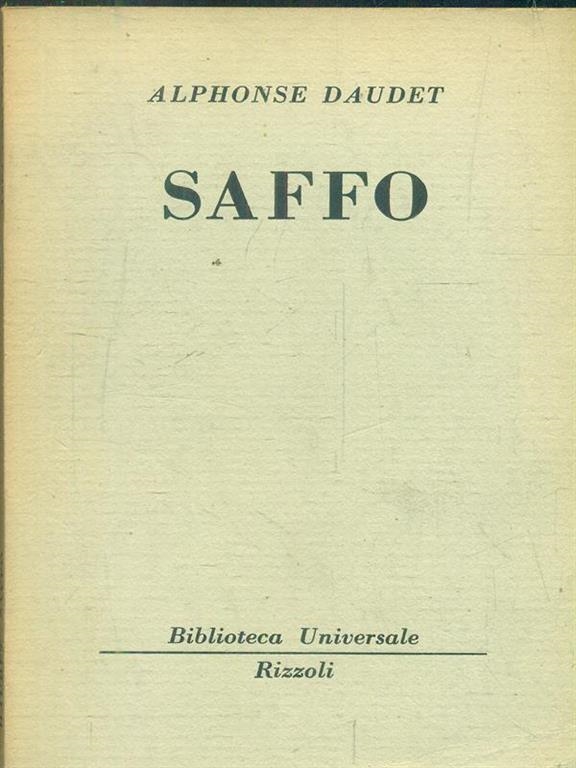 ALPHONSE DAUDET
SAFFO
Biblioteca Universale
Rizzoli